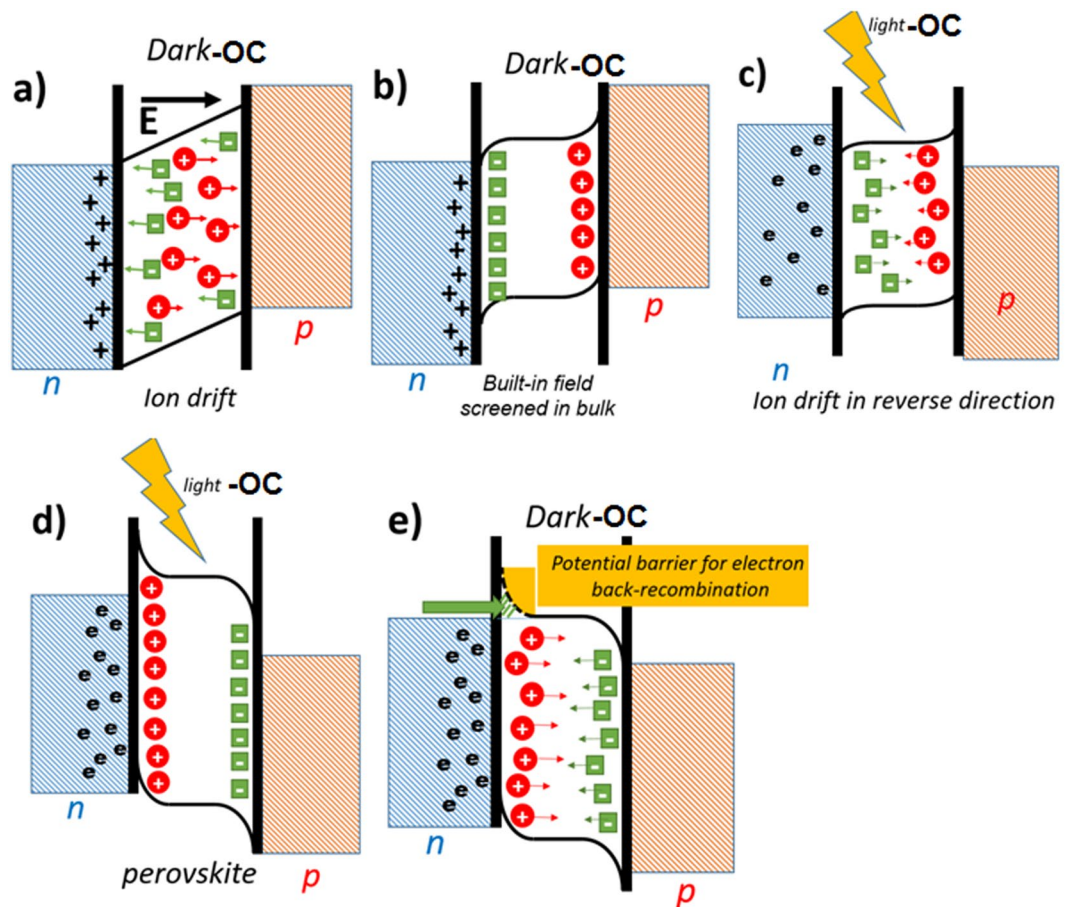 a)
Dark-OC
E
n
p
Ion drift
b)
Dark-OC
n
p
Built-in field
screened in bulk
c)
light-OC
e e e e e e e e
n
p
Ion drift in reverse direction
d)
light -OC
e e e e e e e e e e
n
perovskite
p
e)
Dark-OC
Potential barrier for electron
back-recombination
e e e e e e e e e e
n
p